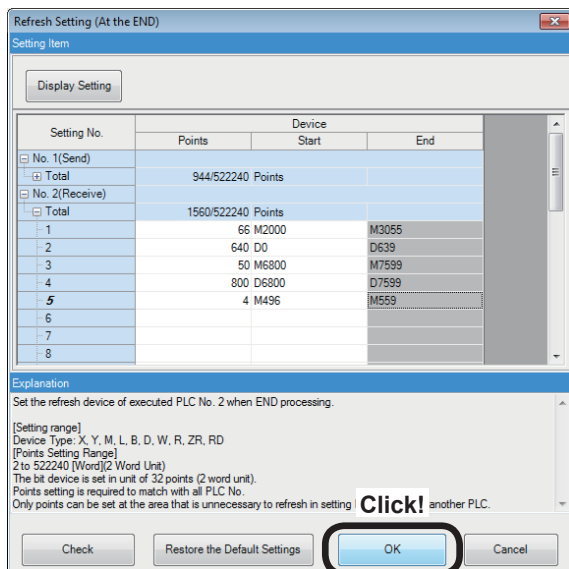 Refresh Setting (At the END)
Setting Item
Display Setting
Setting No. Device
Points Start End
No. 1(Send)
Total 944/522240 Points
No. 2(Receive)
Total 1560/522240 Points
1 66 M2000 M3055
2 640 D0 D639
3 50 M6800 M7599
4 800 D6800 D7599
5 4 M496 M559
6
7
8
Explanation
Set the refresh device of executed PLC No. 2 when END processing.
[Setting range]
Device Type: X, Y, M, L, B, D, W, R, ZR, RD
[Points Setting Range]
2 to 522240 [Word](2 Word Unit)
The bit device is set in unit of 32 points (2 word unit).
Points setting is required to match with all PLC No.
Only points can be set at the area that is unnecessary to refresh in setting another PLC.
Click!
Check Restore the Default Settings OK Cancel